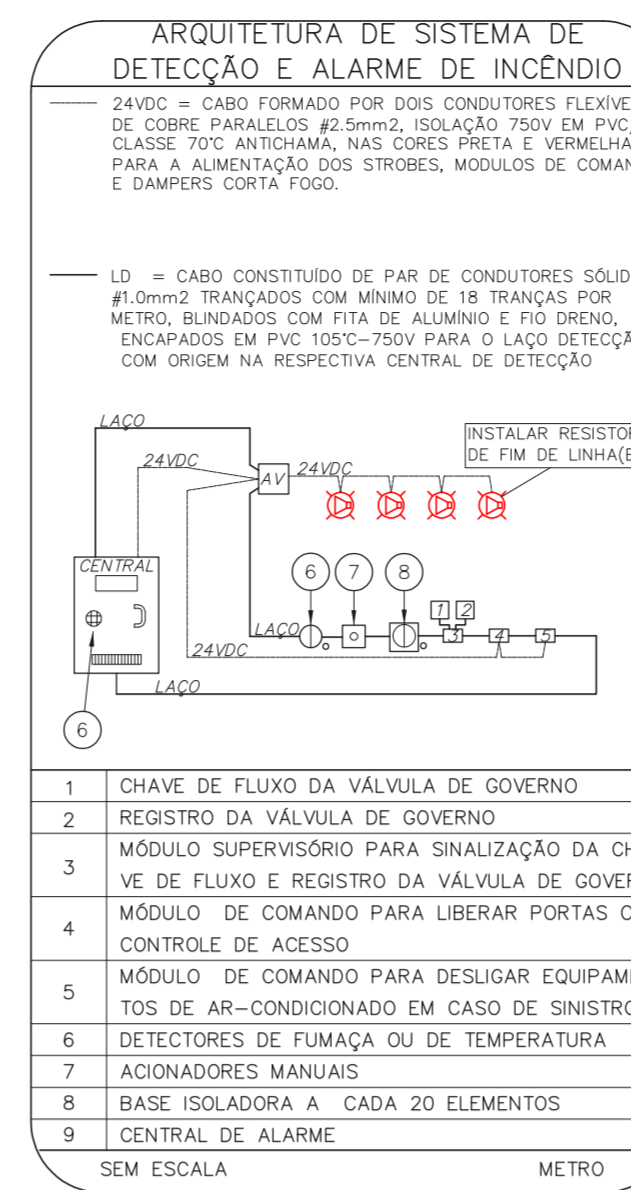 ARQUITETURA DE SISTEMA DE
DETECÇÃO E ALARME DE INCÊNDIO
24VDC = CABO FORMADO POR DOIS CONDUTORES FLEXÍVE
DE COBRE PARALELOS #2.5mm2, ISOLAÇÃO 750V EM PVC,
CLASSE 70°C ANTICHAMA, NAS CORES PRETA E VERMELHA
PARA A ALIMENTAÇÃO DOS STROBES, MODULOS DE COMAN
E DAMPERS CORTA FOGO.
LD = CABO CONSTITUÍDO DE PAR DE CONDUTORES SÓLID
#1.0mm2 TRANÇADOS COM MÍNIMO DE 18 TRANÇAS POR
METRO, BLINDADOS COM FITA DE ALUMÍNIO E FIO DRENO,
ENCAPADOS EM PVC 105°C-750V PARA O LAÇO DETECÇÃ
COM ORIGEM NA RESPECTIVA CENTRAL DE DETECÇÃO
LAÇO
INSTALAR RESISTOR
DE FIM DE LINHA(E
24VDC
AV
24VDC
CENTRAL
6 7 8
1 2
LAÇO
3 4 5
24VDC
LAÇO
6
1 CHAVE DE FLUXO DA VÁLVULA DE GOVERNO
2 REGISTRO DA VÁLVULA DE GOVERNO
3 MÓDULO SUPERVISÓRIO PARA SINALIZAÇÃO DA CH
VE DE FLUXO E REGISTRO DA VÁLVULA DE GOVER
4 MÓDULO DE COMANDO PARA LIBERAR PORTAS C
CONTROLE DE ACESSO
5 MÓDULO DE COMANDO PARA DESLIGAR EQUIPAM
TOS DE AR-CONDICIONADO EM CASO DE SINISTRO
6 DETECTORES DE FUMAÇA OU DE TEMPERATURA
7 ACIONADORES MANUAIS
8 BASE ISOLADORA A CADA 20 ELEMENTOS
9 CENTRAL DE ALARME
SEM ESCALA METRO